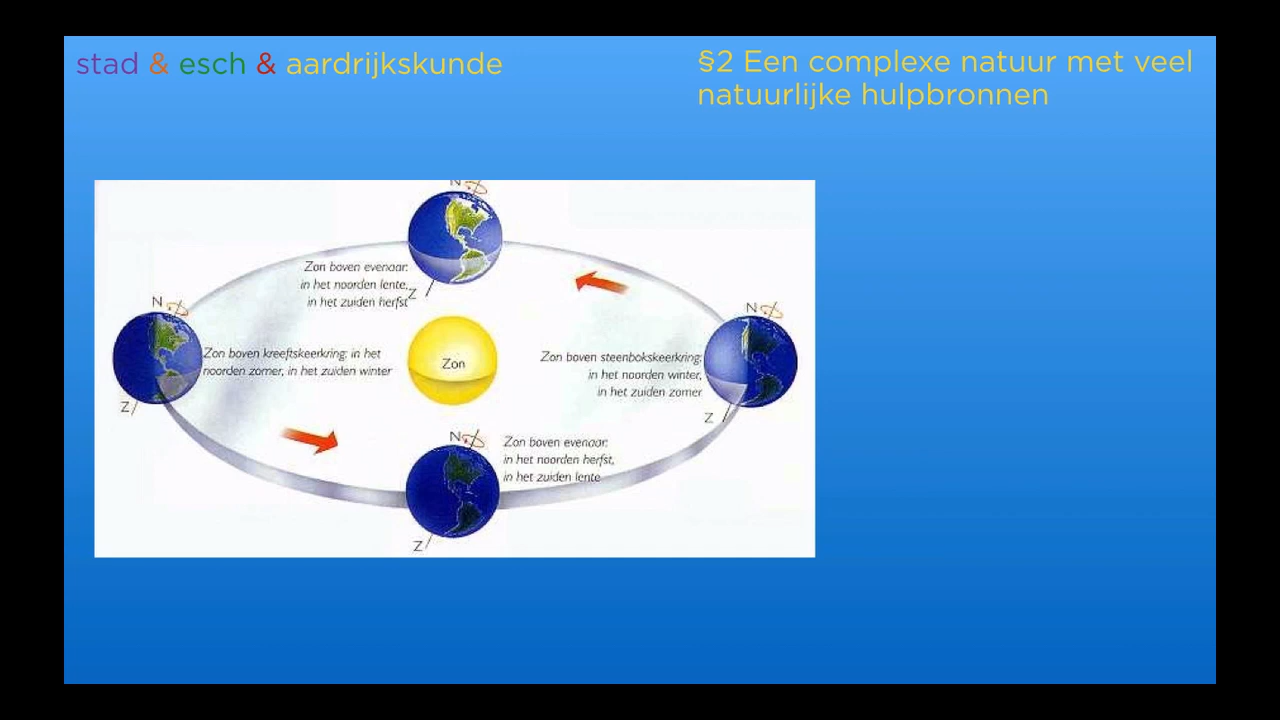 stad & esch & aardrijkskunde
§2 Een complexe natuur met veel
natuurlijke hulpbronnen
N
Zon boven evenaar:
in het noorden lente,
in het zuiden herfst
Z
N
Zon boven kreeftskeerkring: in het
noorden zomer, in het zuiden winter
Z
Zon
N
Zon boven steenbokskeerkring:
in het noorden winter,
in het zuiden zomer
Z
N
Zon boven evenaar:
in het noorden herfst,
in het zuiden lente
Z